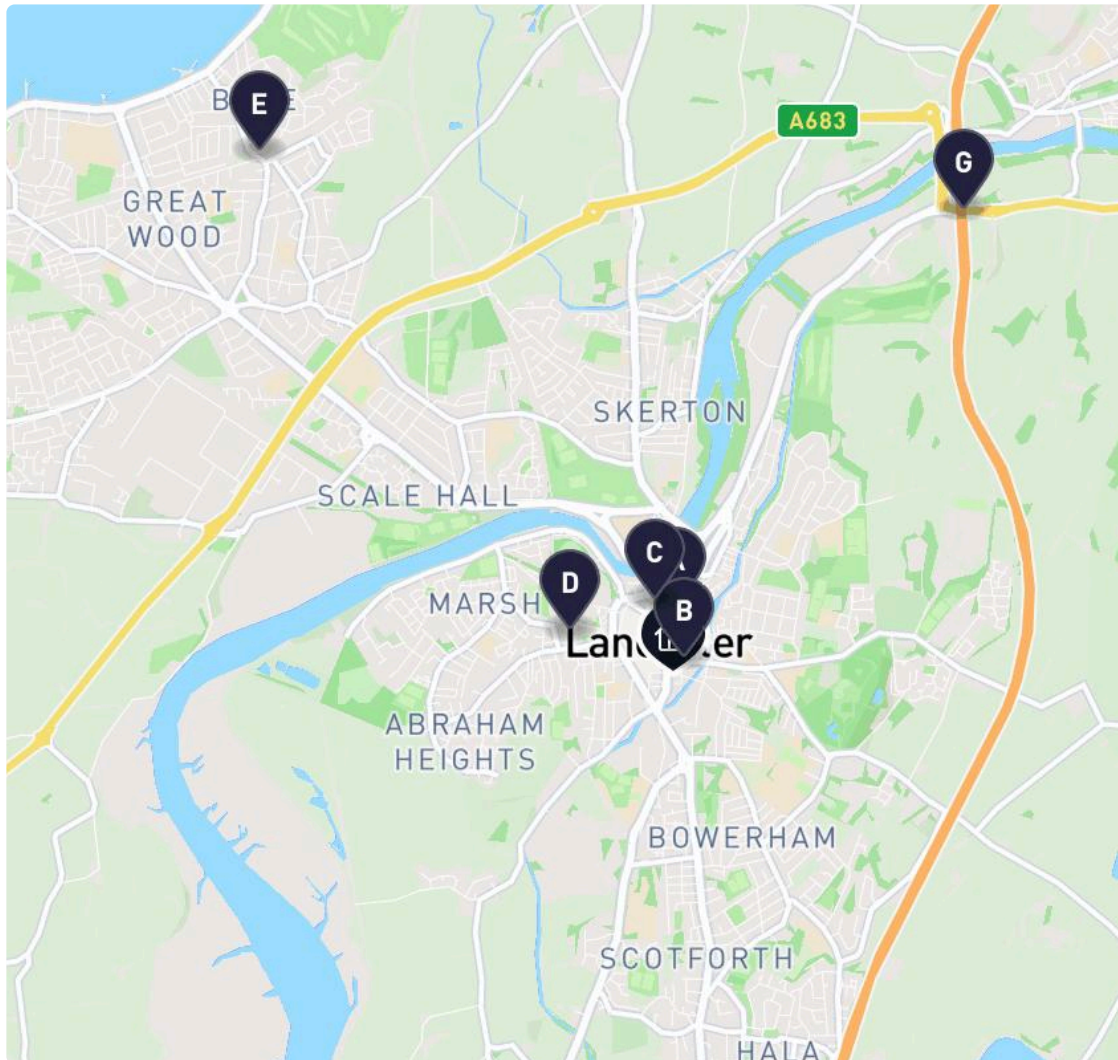 E
A683
G
GREAT
WOOD
SKERTON
SCALE HALL
C
D
B
MARSH
ABRAHAM
HEIGHTS
BOWERHAM
SCOTFORTH
HALA